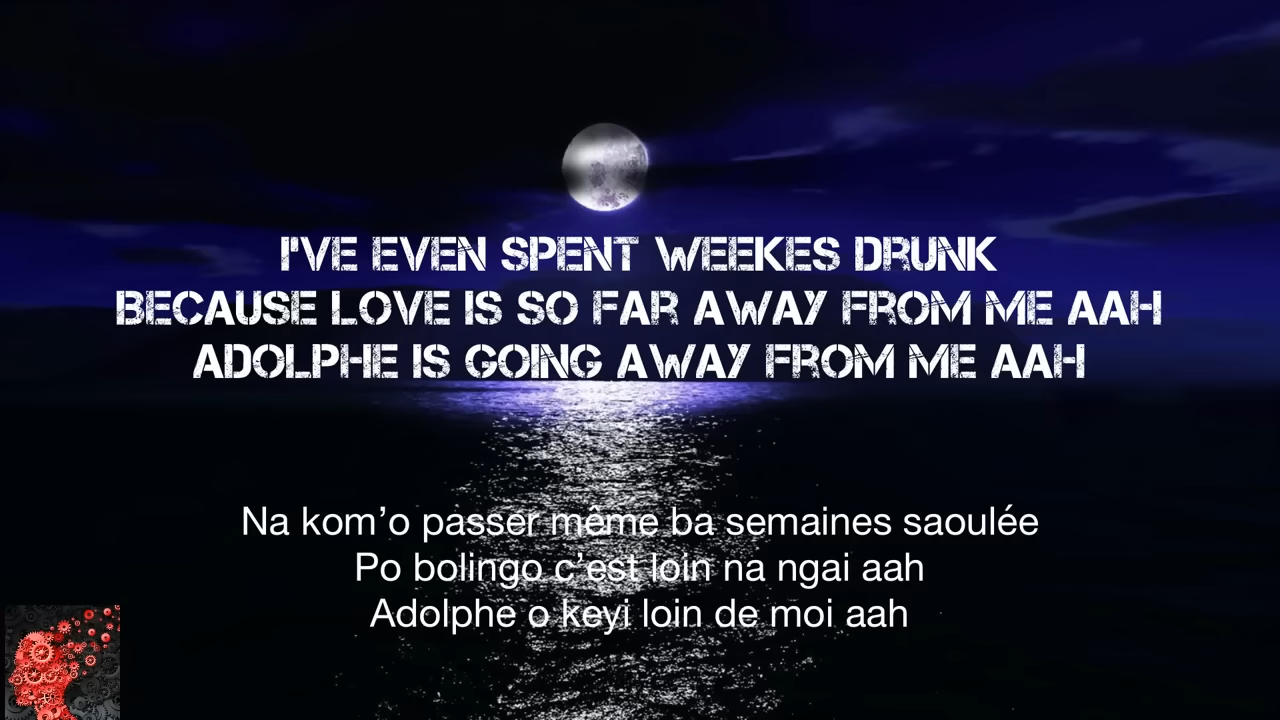 I'VE EVEN SPENT WEEKES DRUNK
BECAUSE LOVE IS SO FAR AWAY FROM ME AAH
ADOLPHE IS GOING AWAY FROM ME AAH
Na kom’o passer même ba semaines saoulée
Po bolingo c’est loin na ngai aah
Adolphe o keyi loin de moi aah